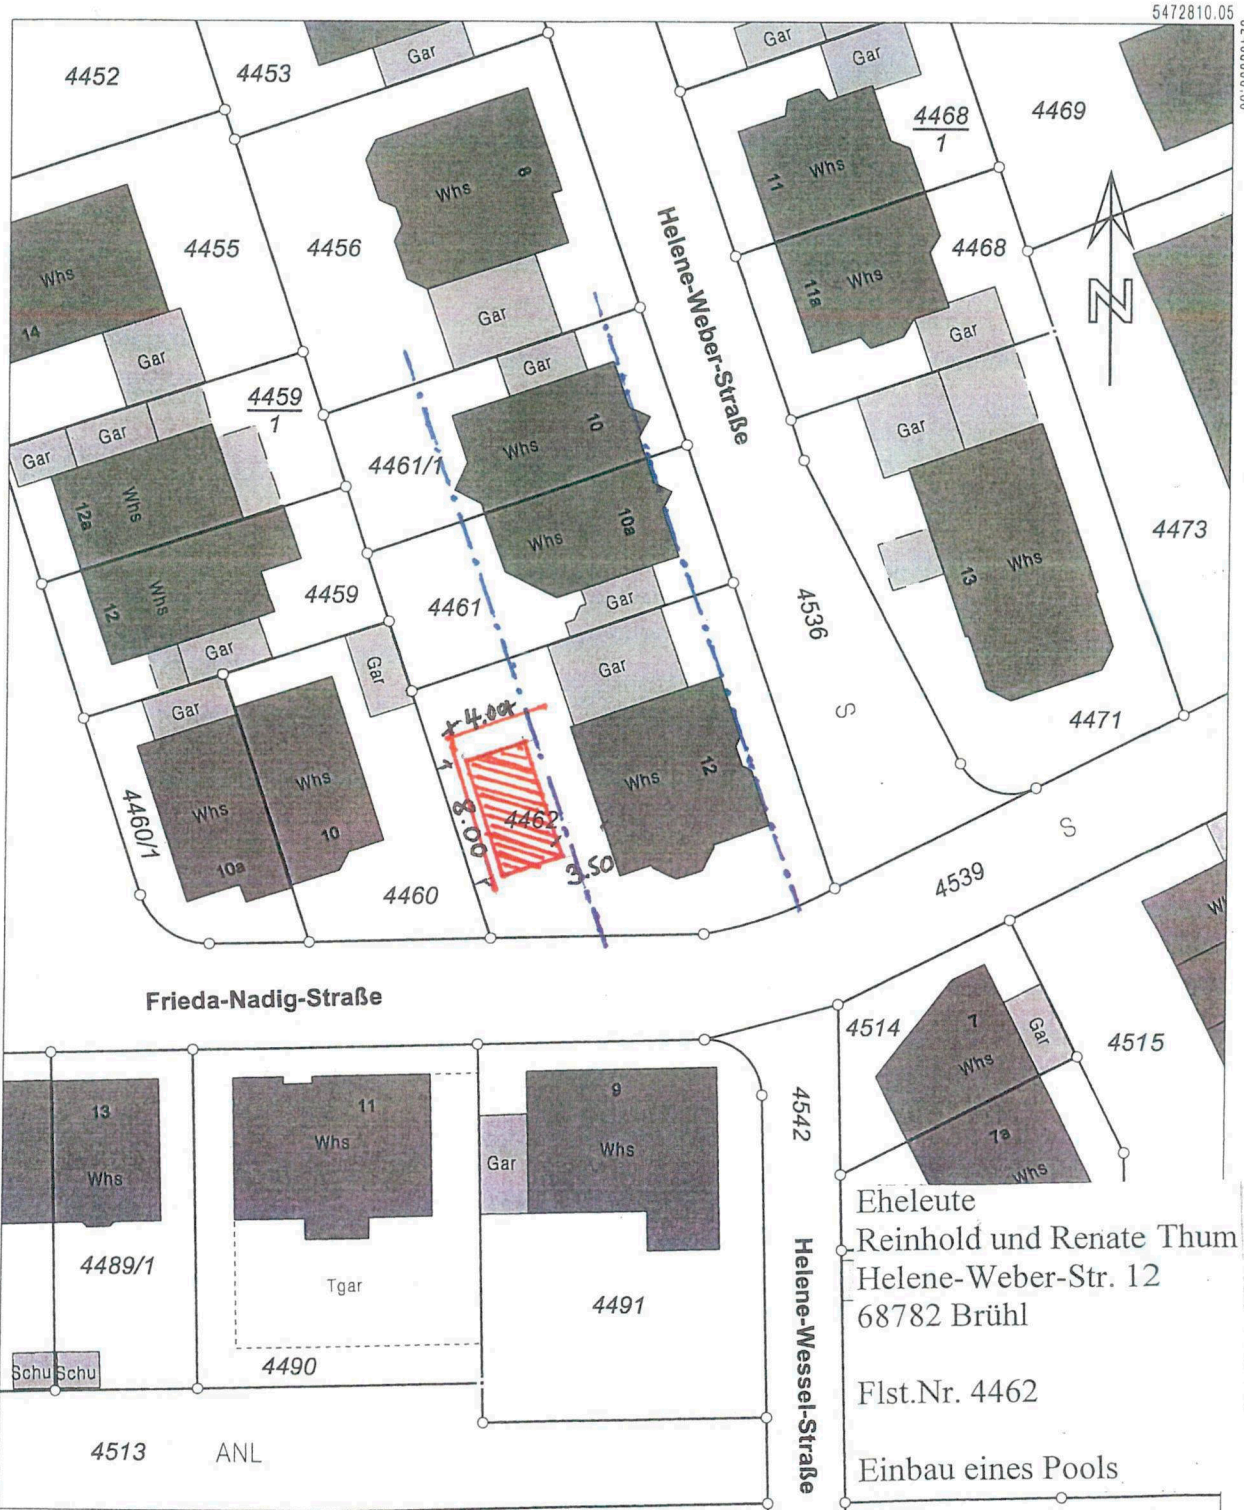 5472810.05
4452
4453
Gar
Gar
Gar
4468
1
4469
Whs
8
Whs
11
4455
4456
Helene-Weber-Straße
4468
Whs
14
Whs
11a
Gar
Gar
Gar
Gar
4459
1
Gar
Gar
Gar
4461/1
Whs
10
Whs
12a
Whs
10a
4473
Whs
13
Whs
12
4459
4461
Gar
4536
Gar
Gar
Gar
Gar
S
4471
4.00
Whs
10
Whs
12
4460/1
Whs
10a
8.00
4462
3.50
S
4460
4539
Frieda-Nadig-Straße
4514
7
Whs
Gar
4515
13
Whs
11
Whs
9
Whs
Gar
4542
7a
Whs
4489/1
Tgar
4491
4490
Schu
Schu
Helene-Wessel-Straße
4513
ANL
Eheleute
Reinhold und Renate Thum
Helene-Weber-Str. 12
68782 Brühl
Flst.Nr. 4462
Einbau eines Pools